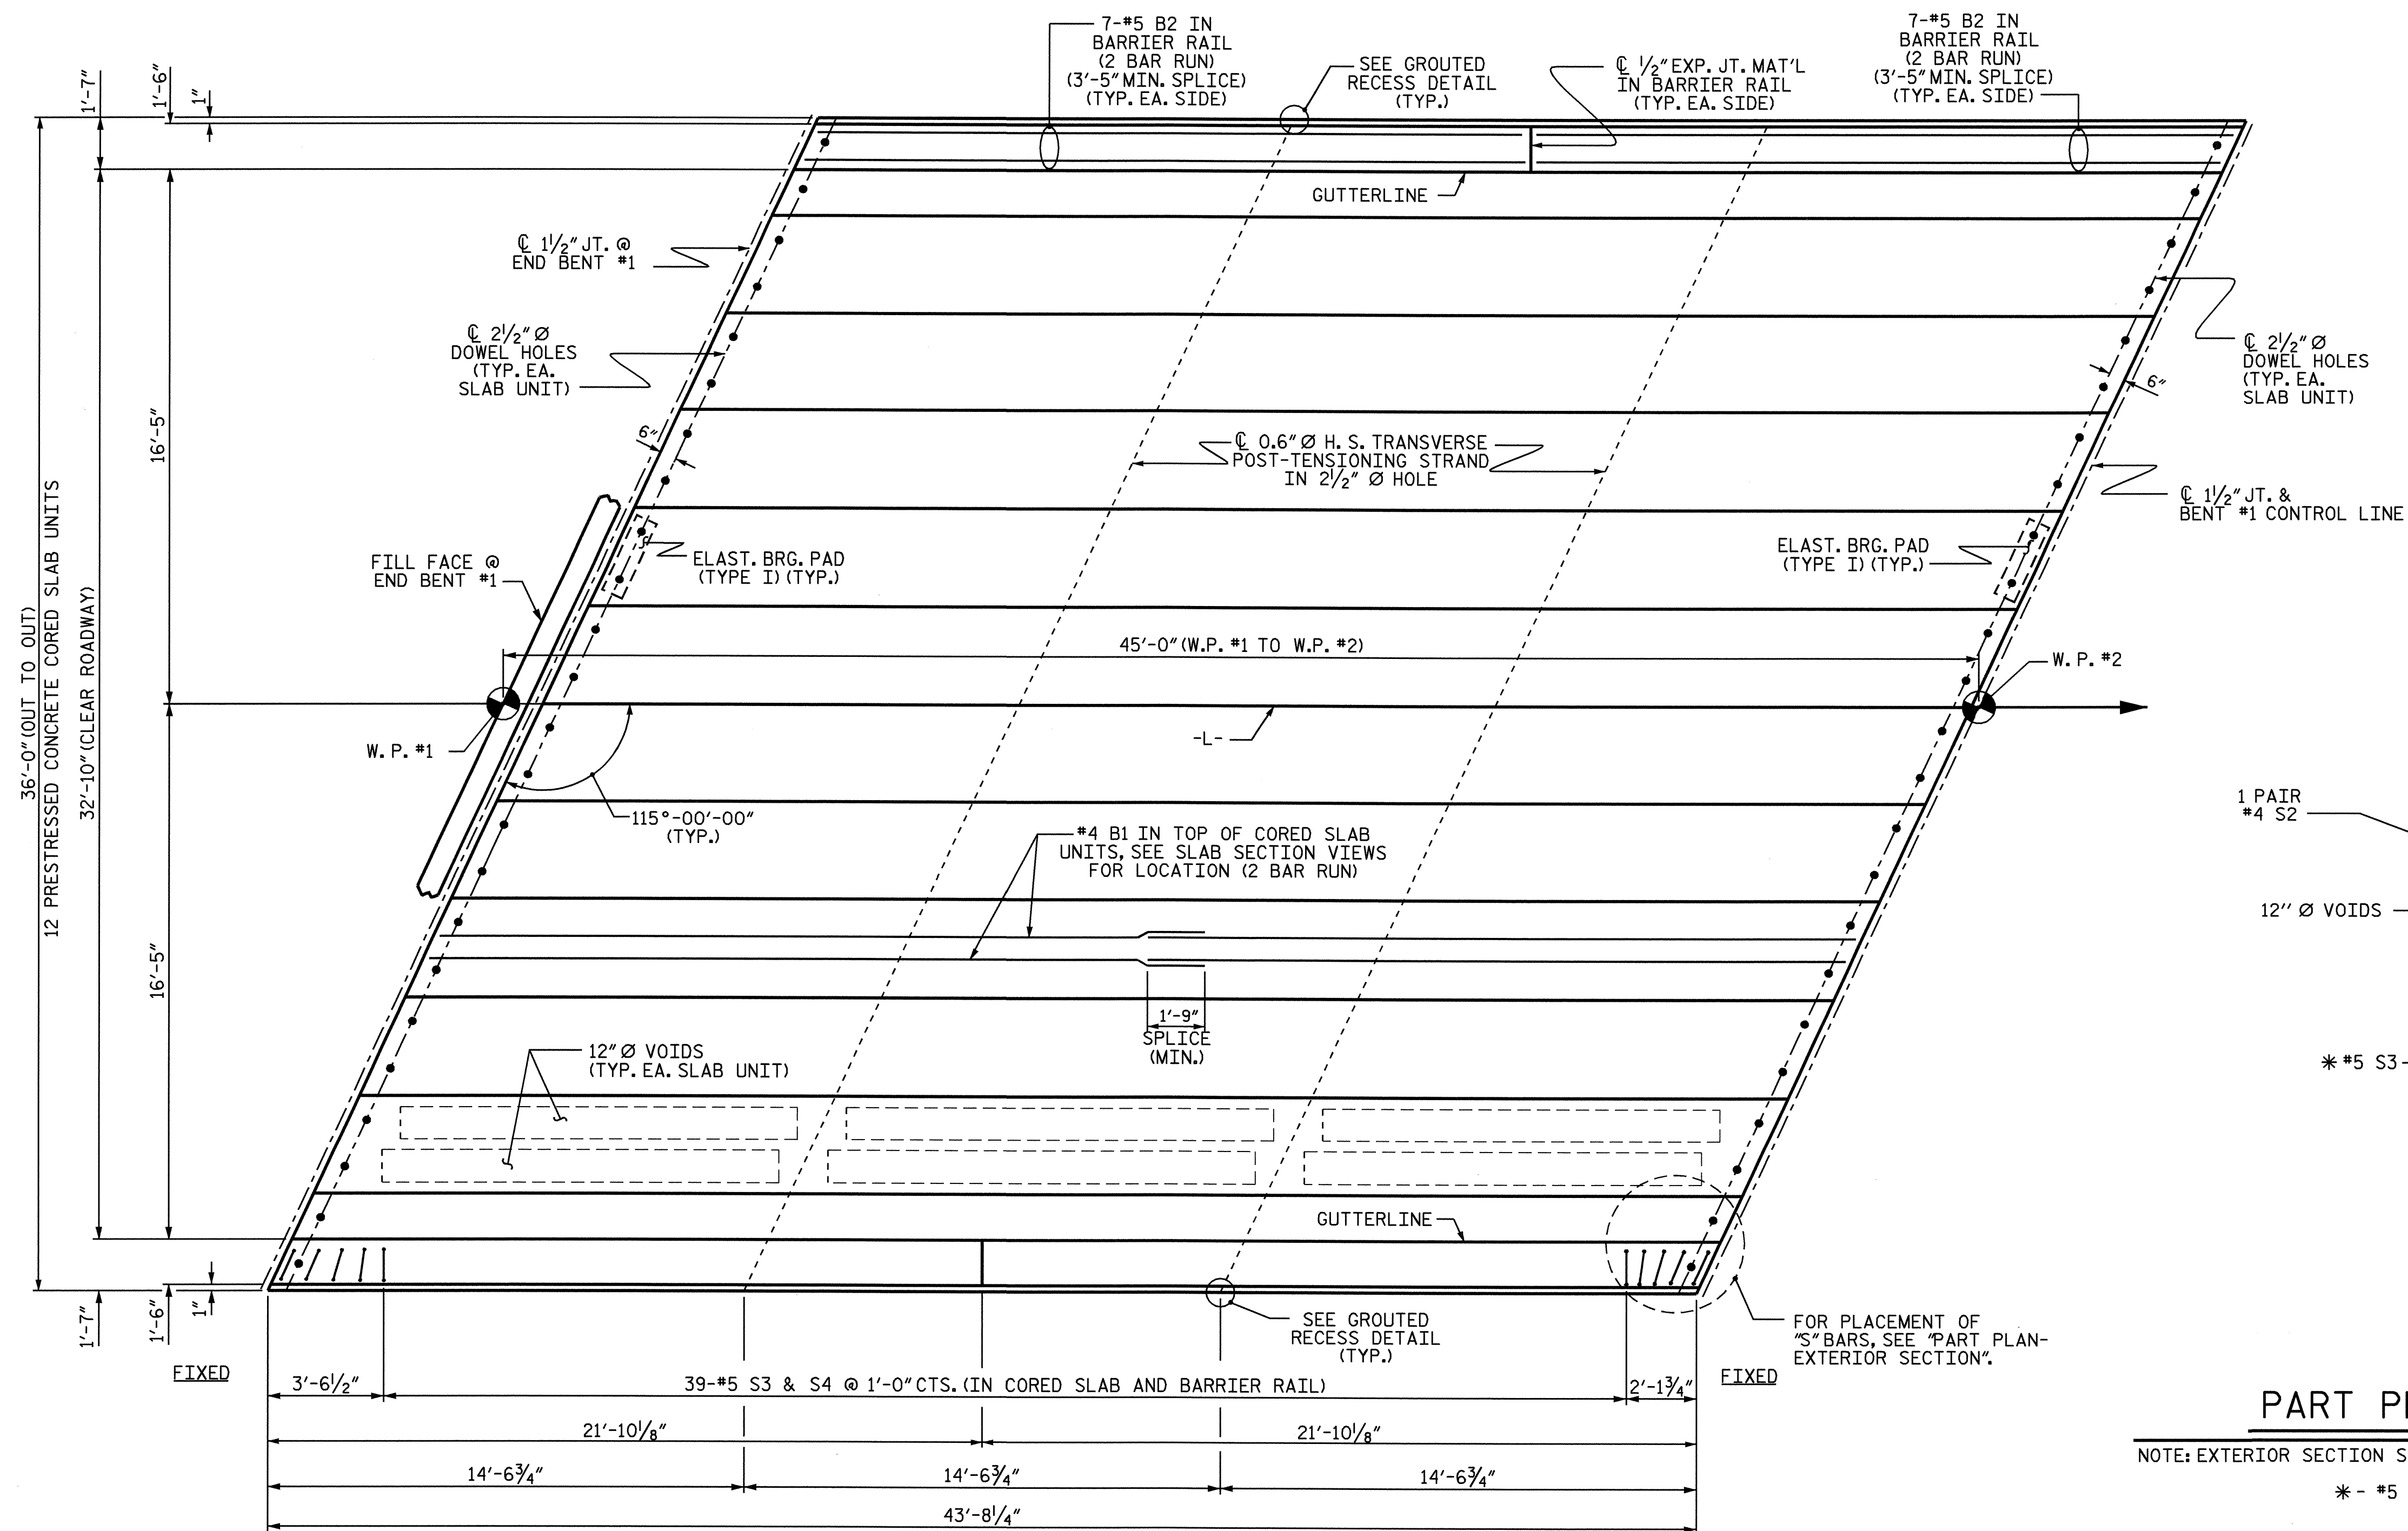 7-#5 B2 IN
BARRIER RAIL
(2 BAR RUN)
(3'-5" MIN. SPLICE)
(TYP. EA. SIDE)
SEE GROUTED
RECESS DETAIL
(TYP.)
℄ 1/2" EXP. JT. MAT'L
IN BARRIER RAIL
(TYP. EA. SIDE)
7-#5 B2 IN
BARRIER RAIL
(2 BAR RUN)
(3'-5" MIN. SPLICE)
(TYP. EA. SIDE)
1'-7"
1'-6"
1"
GUTTERLINE
℄ 1 1/2" JT. @
END BENT #1
℄ 2 1/2" Ø
DOWEL HOLES
(TYP. EA.
SLAB UNIT)
℄ 2 1/2" Ø
DOWEL HOLES
(TYP. EA.
SLAB UNIT)
6"
6"
16'-5"
℄ 0.6" Ø H. S. TRANSVERSE
POST-TENSIONING STRAND
IN 2 1/2" Ø HOLE
℄ 1 1/2" JT. &
BENT #1 CONTROL LINE
FILL FACE @
END BENT #1
ELAST. BRG. PAD
(TYPE I) (TYP.)
ELAST. BRG. PAD
(TYPE I) (TYP.)
36'-0" (OUT TO OUT)
12 PRESTRESSED CONCRETE CORED SLAB UNITS
32'-10" (CLEAR ROADWAY)
45'-0" (W.P. #1 TO W.P. #2)
W. P. #2
W. P. #1
-L-
115°-00'-00"
(TYP.)
1 PAIR
#4 S2
#4 B1 IN TOP OF CORED SLAB
UNITS, SEE SLAB SECTION VIEWS
FOR LOCATION (2 BAR RUN)
12'' Ø VOIDS
16'-5"
1'-9"
SPLICE
(MIN.)
12" Ø VOIDS
(TYP. EA. SLAB UNIT)
* #5 S3
GUTTERLINE
1'-7"
1'-6"
1"
SEE GROUTED
RECESS DETAIL
(TYP.)
FOR PLACEMENT OF
"S" BARS, SEE "PART PLAN-
EXTERIOR SECTION".
FIXED
FIXED
3'-6 1/2"
39-#5 S3 & S4 @ 1'-0" CTS. (IN CORED SLAB AND BARRIER RAIL)
2'-1 3/4"
21'-10 1/8"
21'-10 1/8"
14'-6 3/4"
14'-6 3/4"
14'-6 3/4"
43'-8 1/4"
PART
NOTE: EXTERIOR SECTION S
* - #5